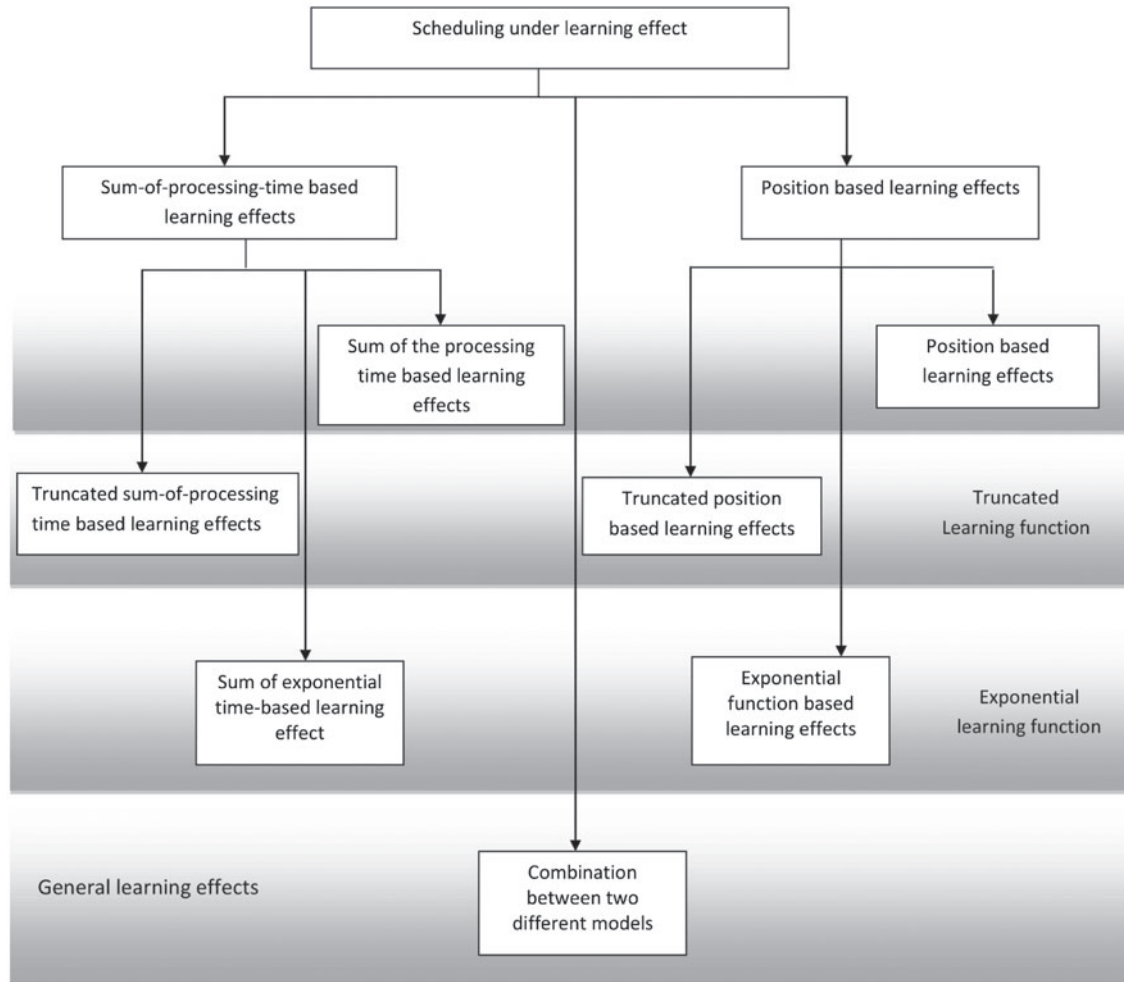 Scheduling under learning effect
Sum-of-processing-time based
learning effects
Position based learning effects
Sum of the processing
time based learning
effects
Position based
learning effects
Truncated sum-of-processing
time based learning effects
Truncated position
based learning effects
Truncated
Learning function
Sum of exponential
time-based learning
effect
Exponential
function based
learning effects
Exponential
learning function
General learning effects
Combination
between two
different models